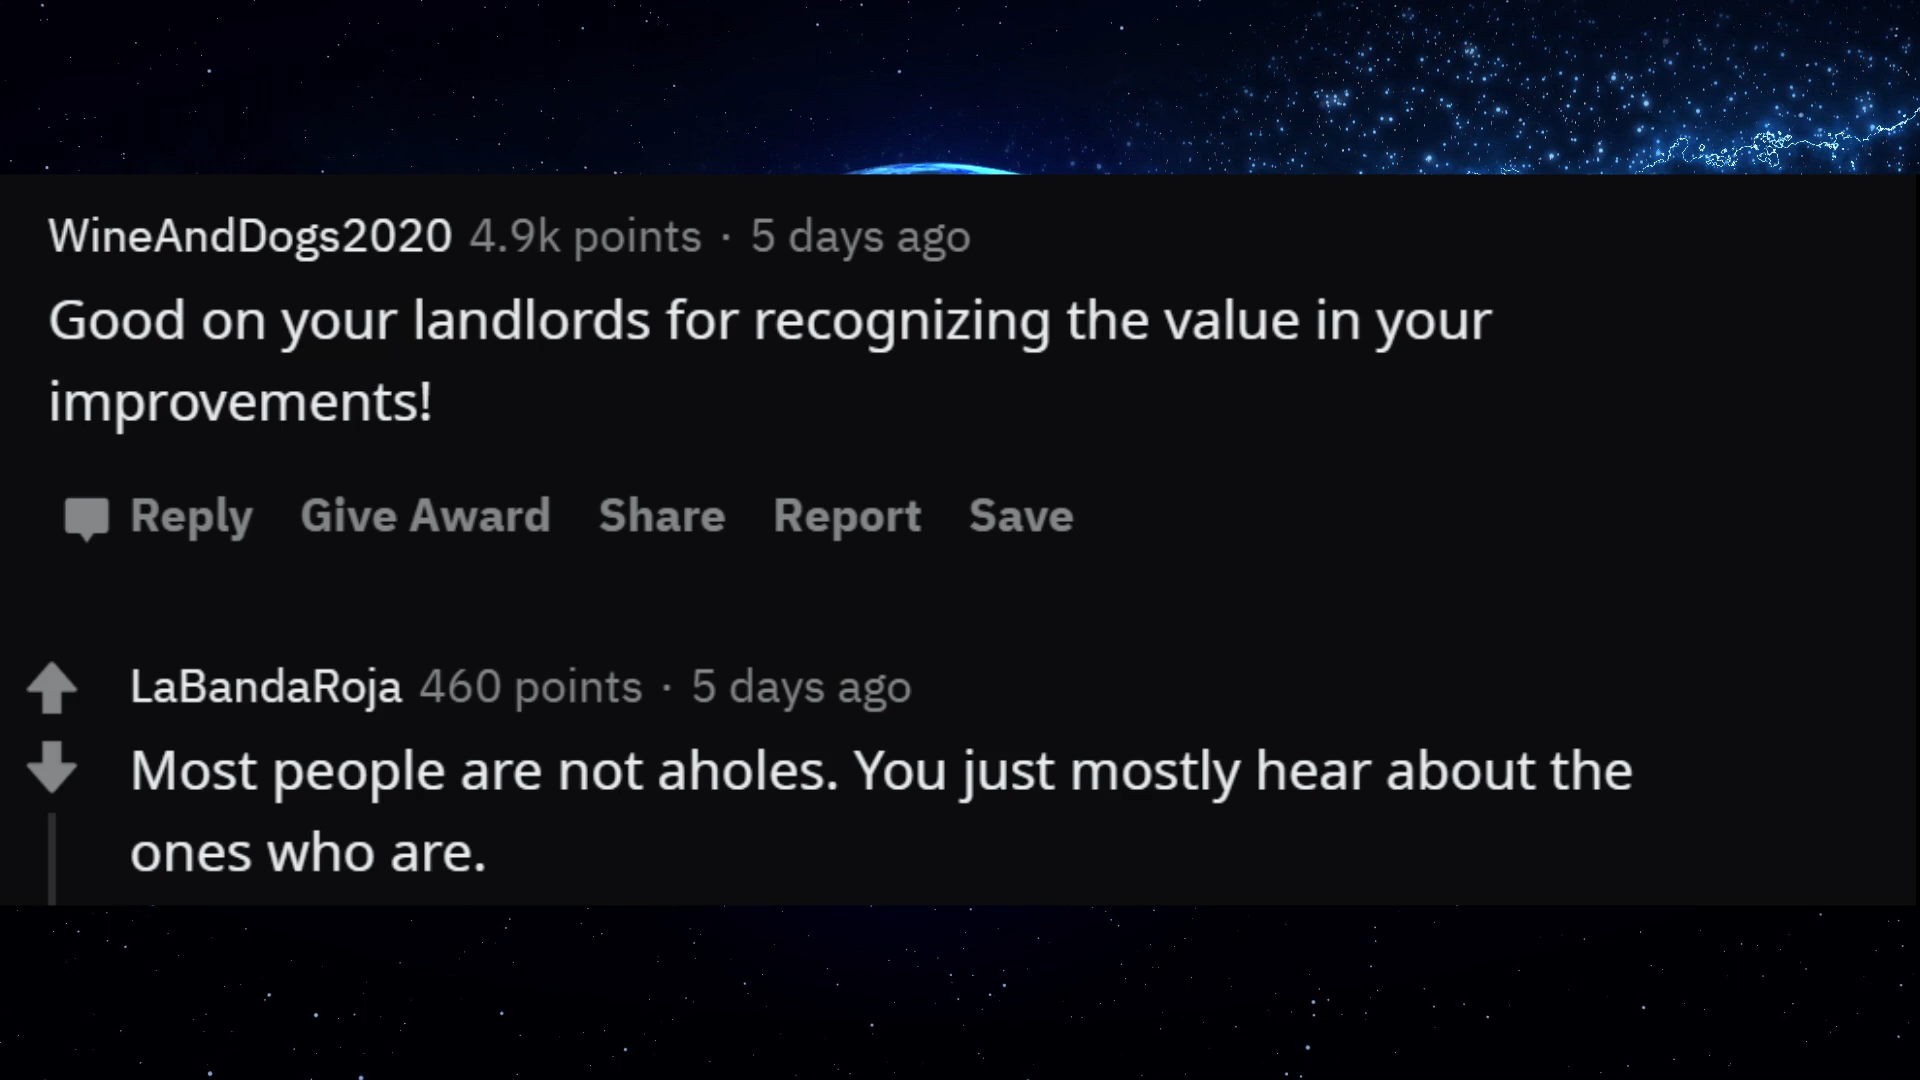 WineAndDogs2020 4.9k points · 5 days ago
Good on your landlords for recognizing the value in your
improvements!
Reply Give Award Share Report Save
LaBandaRoja 460 points · 5 days ago
Most people are not aholes. You just mostly hear about the
ones who are.